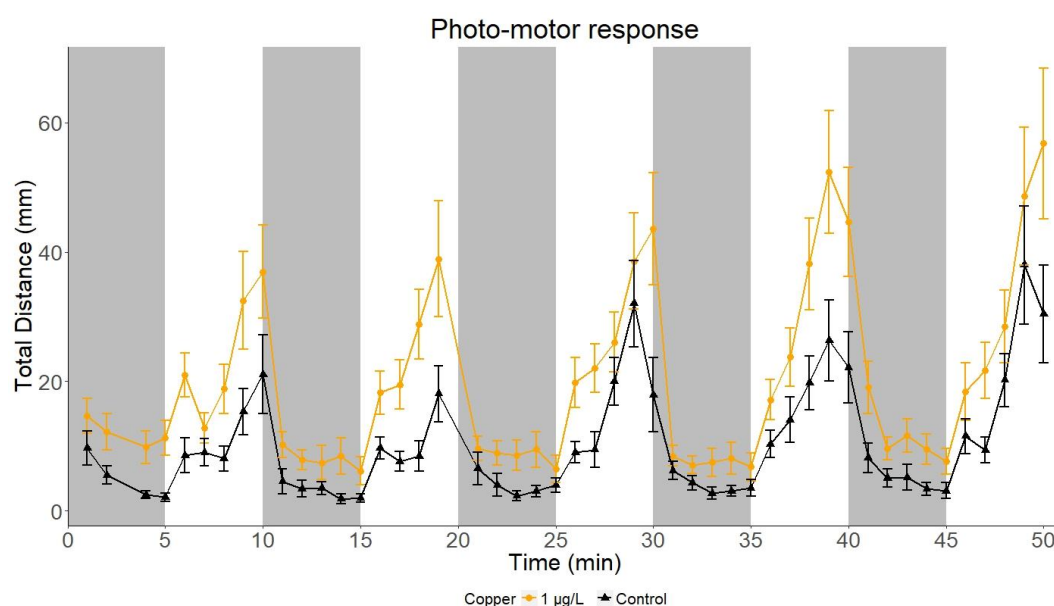 Photo-motor response
Total Distance (mm)
60
40
20
0
0 5 10 15 20 25 30 35 40 45 50
Time (min)
Copper 1 µg/L Control